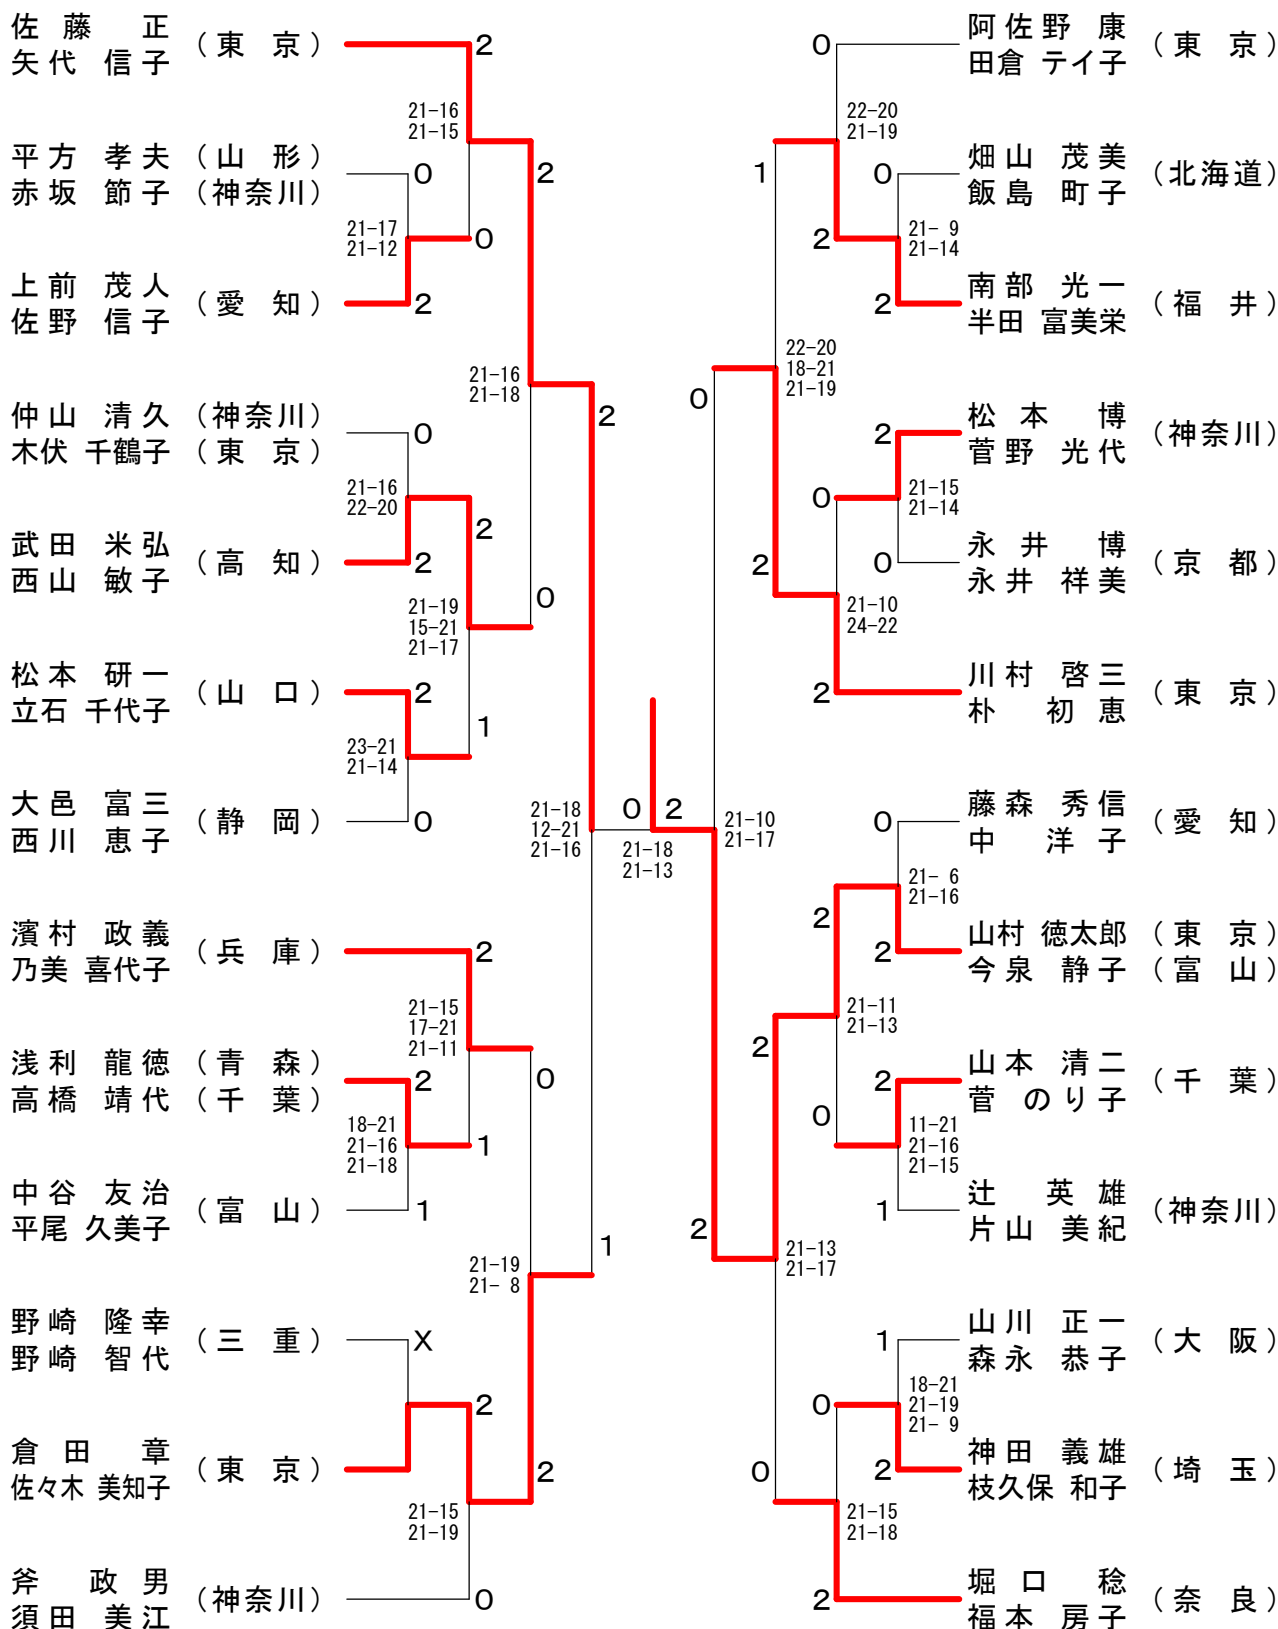 佐藤 正
矢代 信子
(東 京)
2
21-16
21-15
平方 孝夫
赤坂 節子
(山 形)
(神奈川)
0
21-17
21-12
0
上前 茂人
佐野 信子
(愛 知)
2
2
21-16
21-18
仲山 清久
木伏 千鶴子
(神奈川)
(東 京)
0
21-16
22-20
2
武田 米弘
西山 敏子
(高 知)
2
21-19
15-21
21-17
0
松本 研一
立石 千代子
(山 口)
2
23-21
21-14
1
大邑 富三
西川 恵子
(静 岡)
0
2
21-18
12-21
21-16
濱村 政義
乃美 喜代子
(兵 庫)
2
21-15
17-21
21-11
0
浅利 龍徳
高橋 靖代
(青 森)
(千 葉)
2
18-21
21-16
21-18
1
中谷 友治
平尾 久美子
(富 山)
1
21-19
21- 8
1
野崎 隆幸
野崎 智代
(三 重)
X
2
倉田 章
佐々木 美知子
(東 京)
2
21-15
21-19
斧 政男
須田 美江
(神奈川)
0
0
2
21-18
21-13
阿佐野 康
田倉 テイ子
(東 京)
0
22-20
21-19
畑山 茂美
飯島 町子
(北海道)
0
21- 9
21-14
1
2
南部 光一
半田 富美栄
(福 井)
2
22-20
18-21
21-19
0
松本 博
菅野 光代
(神奈川)
2
21-15
21-14
0
永井 博
永井 祥美
(京 都)
0
2
21-10
24-22
川村 啓三
朴 初恵
(東 京)
2
21-10
21-17
藤森 秀信
中 洋子
(愛 知)
0
21- 6
21-16
2
山村 徳太郎
今泉 静子
(東 京)
(富 山)
2
21-11
21-13
2
山本 清二
菅 のり子
(千 葉)
2
0
11-21
21-16
21-15
辻 英雄
片山 美紀
(神奈川)
1
2
21-13
21-17
山川 正一
森永 恭子
(大 阪)
1
18-21
21-19
21- 9
0
神田 義雄
枝久保 和子
(埼 玉)
2
0
21-15
21-18
堀口 稔
福本 房子
(奈 良)
2